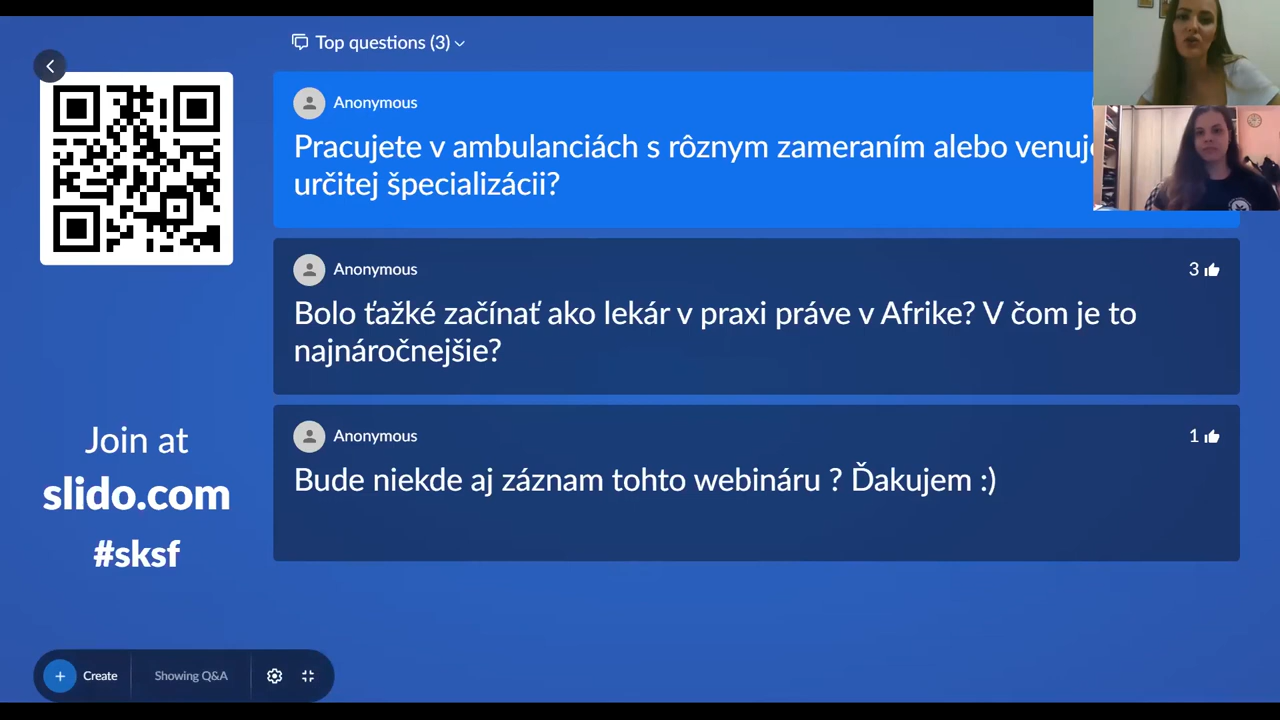 Top questions (3)
Anonymous
Pracujete v ambulanciách s rôznym zameraním alebo
určitej špecializácii?
Anonymous
3
Bolo ťažké začínať ako lekár v praxi práve v Afrike? V čom je to
najnáročnejšie?
Anonymous
1
Bude niekde aj záznam tohto webináru ? Ďakujem :)
Join at
slido.com
#sksf
Create
Showing Q&A